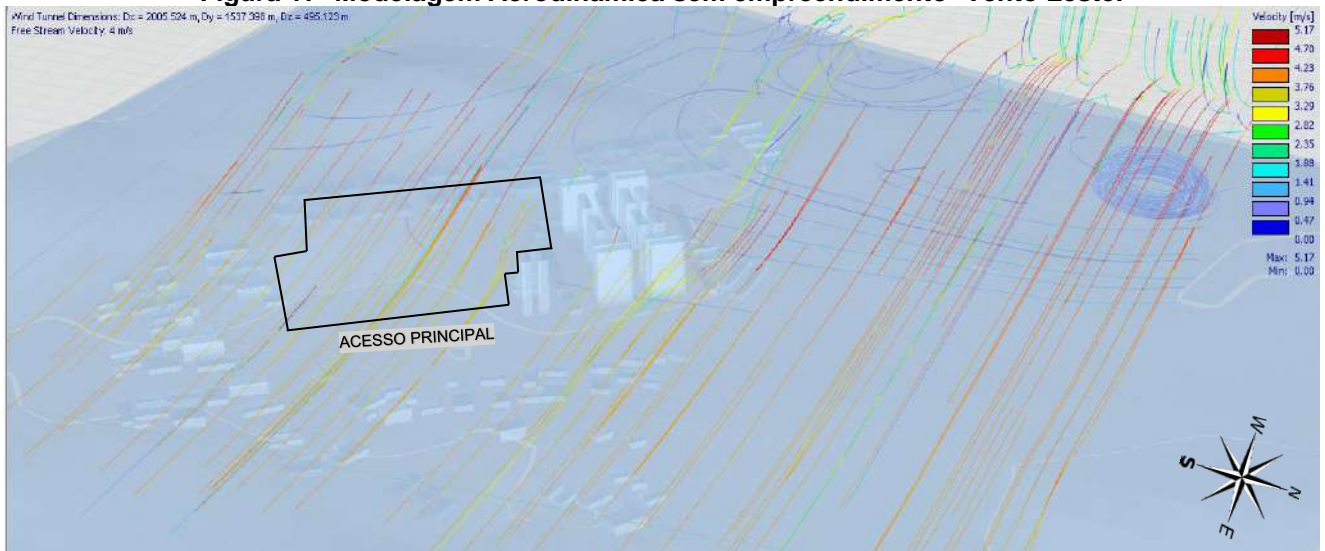 Wind Tunnel Dimensions: Dx = 2005.524 m, Dy = 1537.398 m, Dz = 495.123 m
Free Stream Velocity: 4 m/s
Velocity [m/s]
5.17
4.70
4.23
3.76
3.29
2.82
2.35
1.88
1.41
0.94
0.47
0.00
Max: 5.17
Min: 0.00
ACESSO PRINCIPAL
W
S
N
E